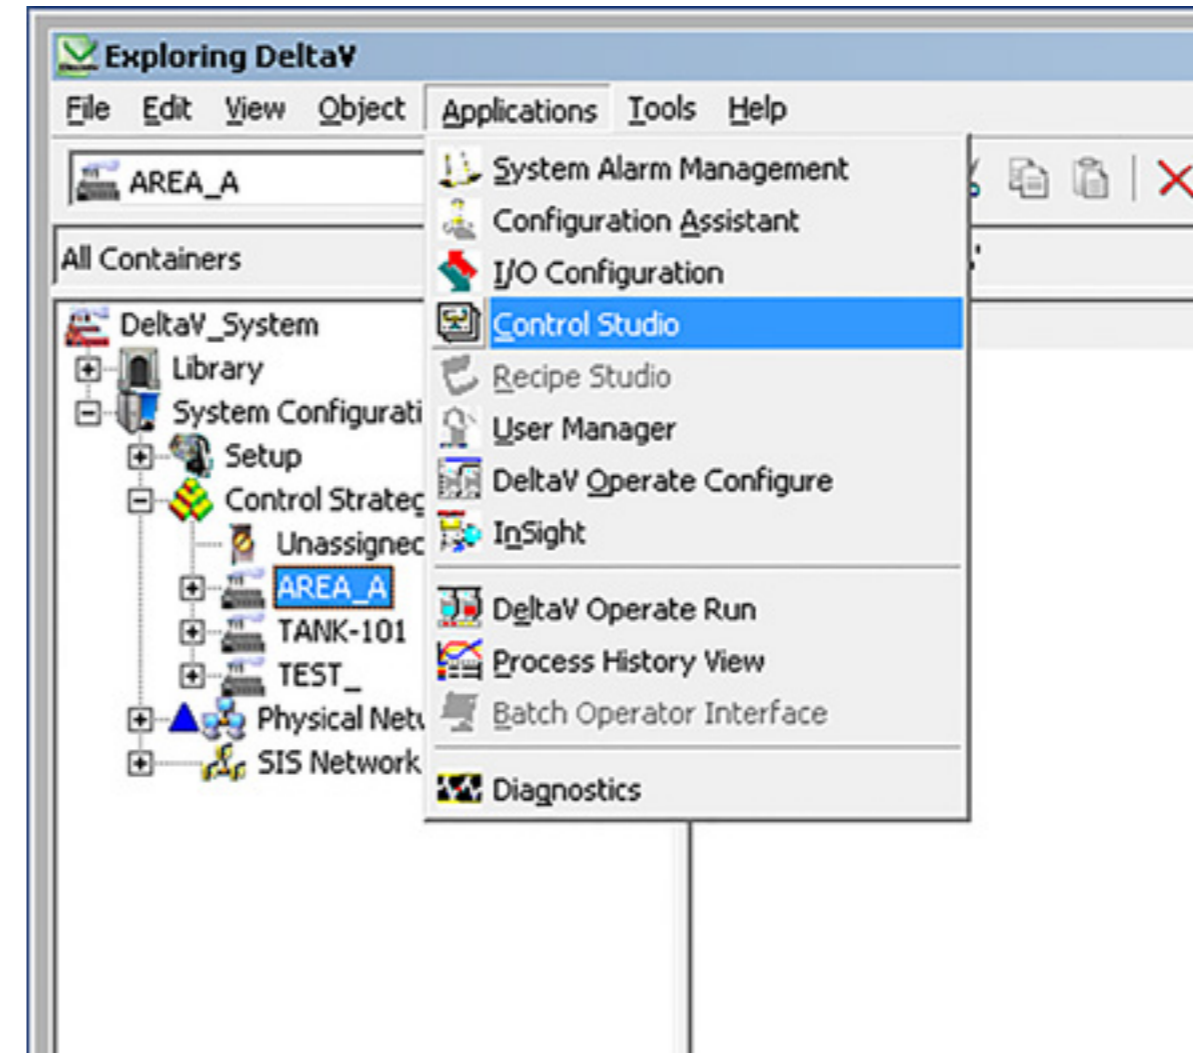 Exploring DeltaV
File Edit View Object Applications Tools Help
AREA_A
All Containers
System Alarm Management
Configuration Assistant
I/O Configuration
Control Studio
Recipe Studio
User Manager
DeltaV Operate Configure
InSight
DeltaV Operate Run
Process History View
Batch Operator Interface
Diagnostics
DeltaV_System
Library
System Configurati
Setup
Control Strateg
Unassigned
AREA_A
TANK-101
TEST_
Physical Netw
SIS Network